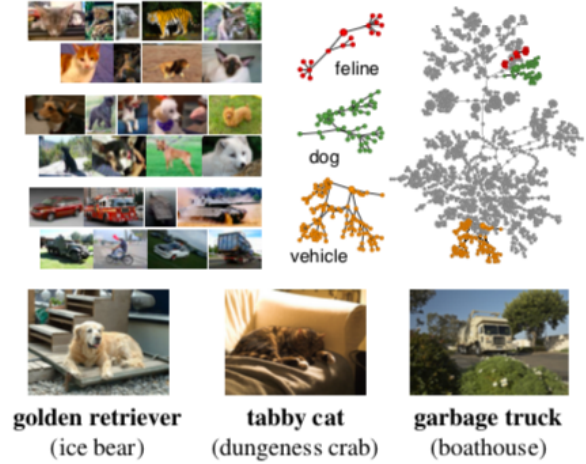 feline
dog
vehicle
golden retriever
(ice bear)
tabby cat
(dungeness crab)
garbage truck
(boathouse)